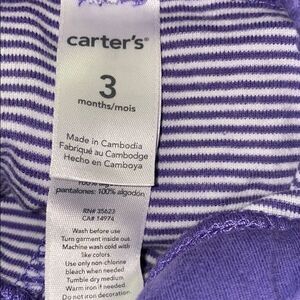 carter's®
3
months/mois
Made in Cambodia
Fabriqué au Cambodge
Hecho en Camboya
100%
pantalones: 100% algodón
RN# 35623
CA# 14974
Wash before use
Turn garment inside out.
Machine wash cold with
like colors.
Use only non-chlorine
bleach when needed.
Tumble dry medium.
Warm iron if needed.
Do not iron decoration.